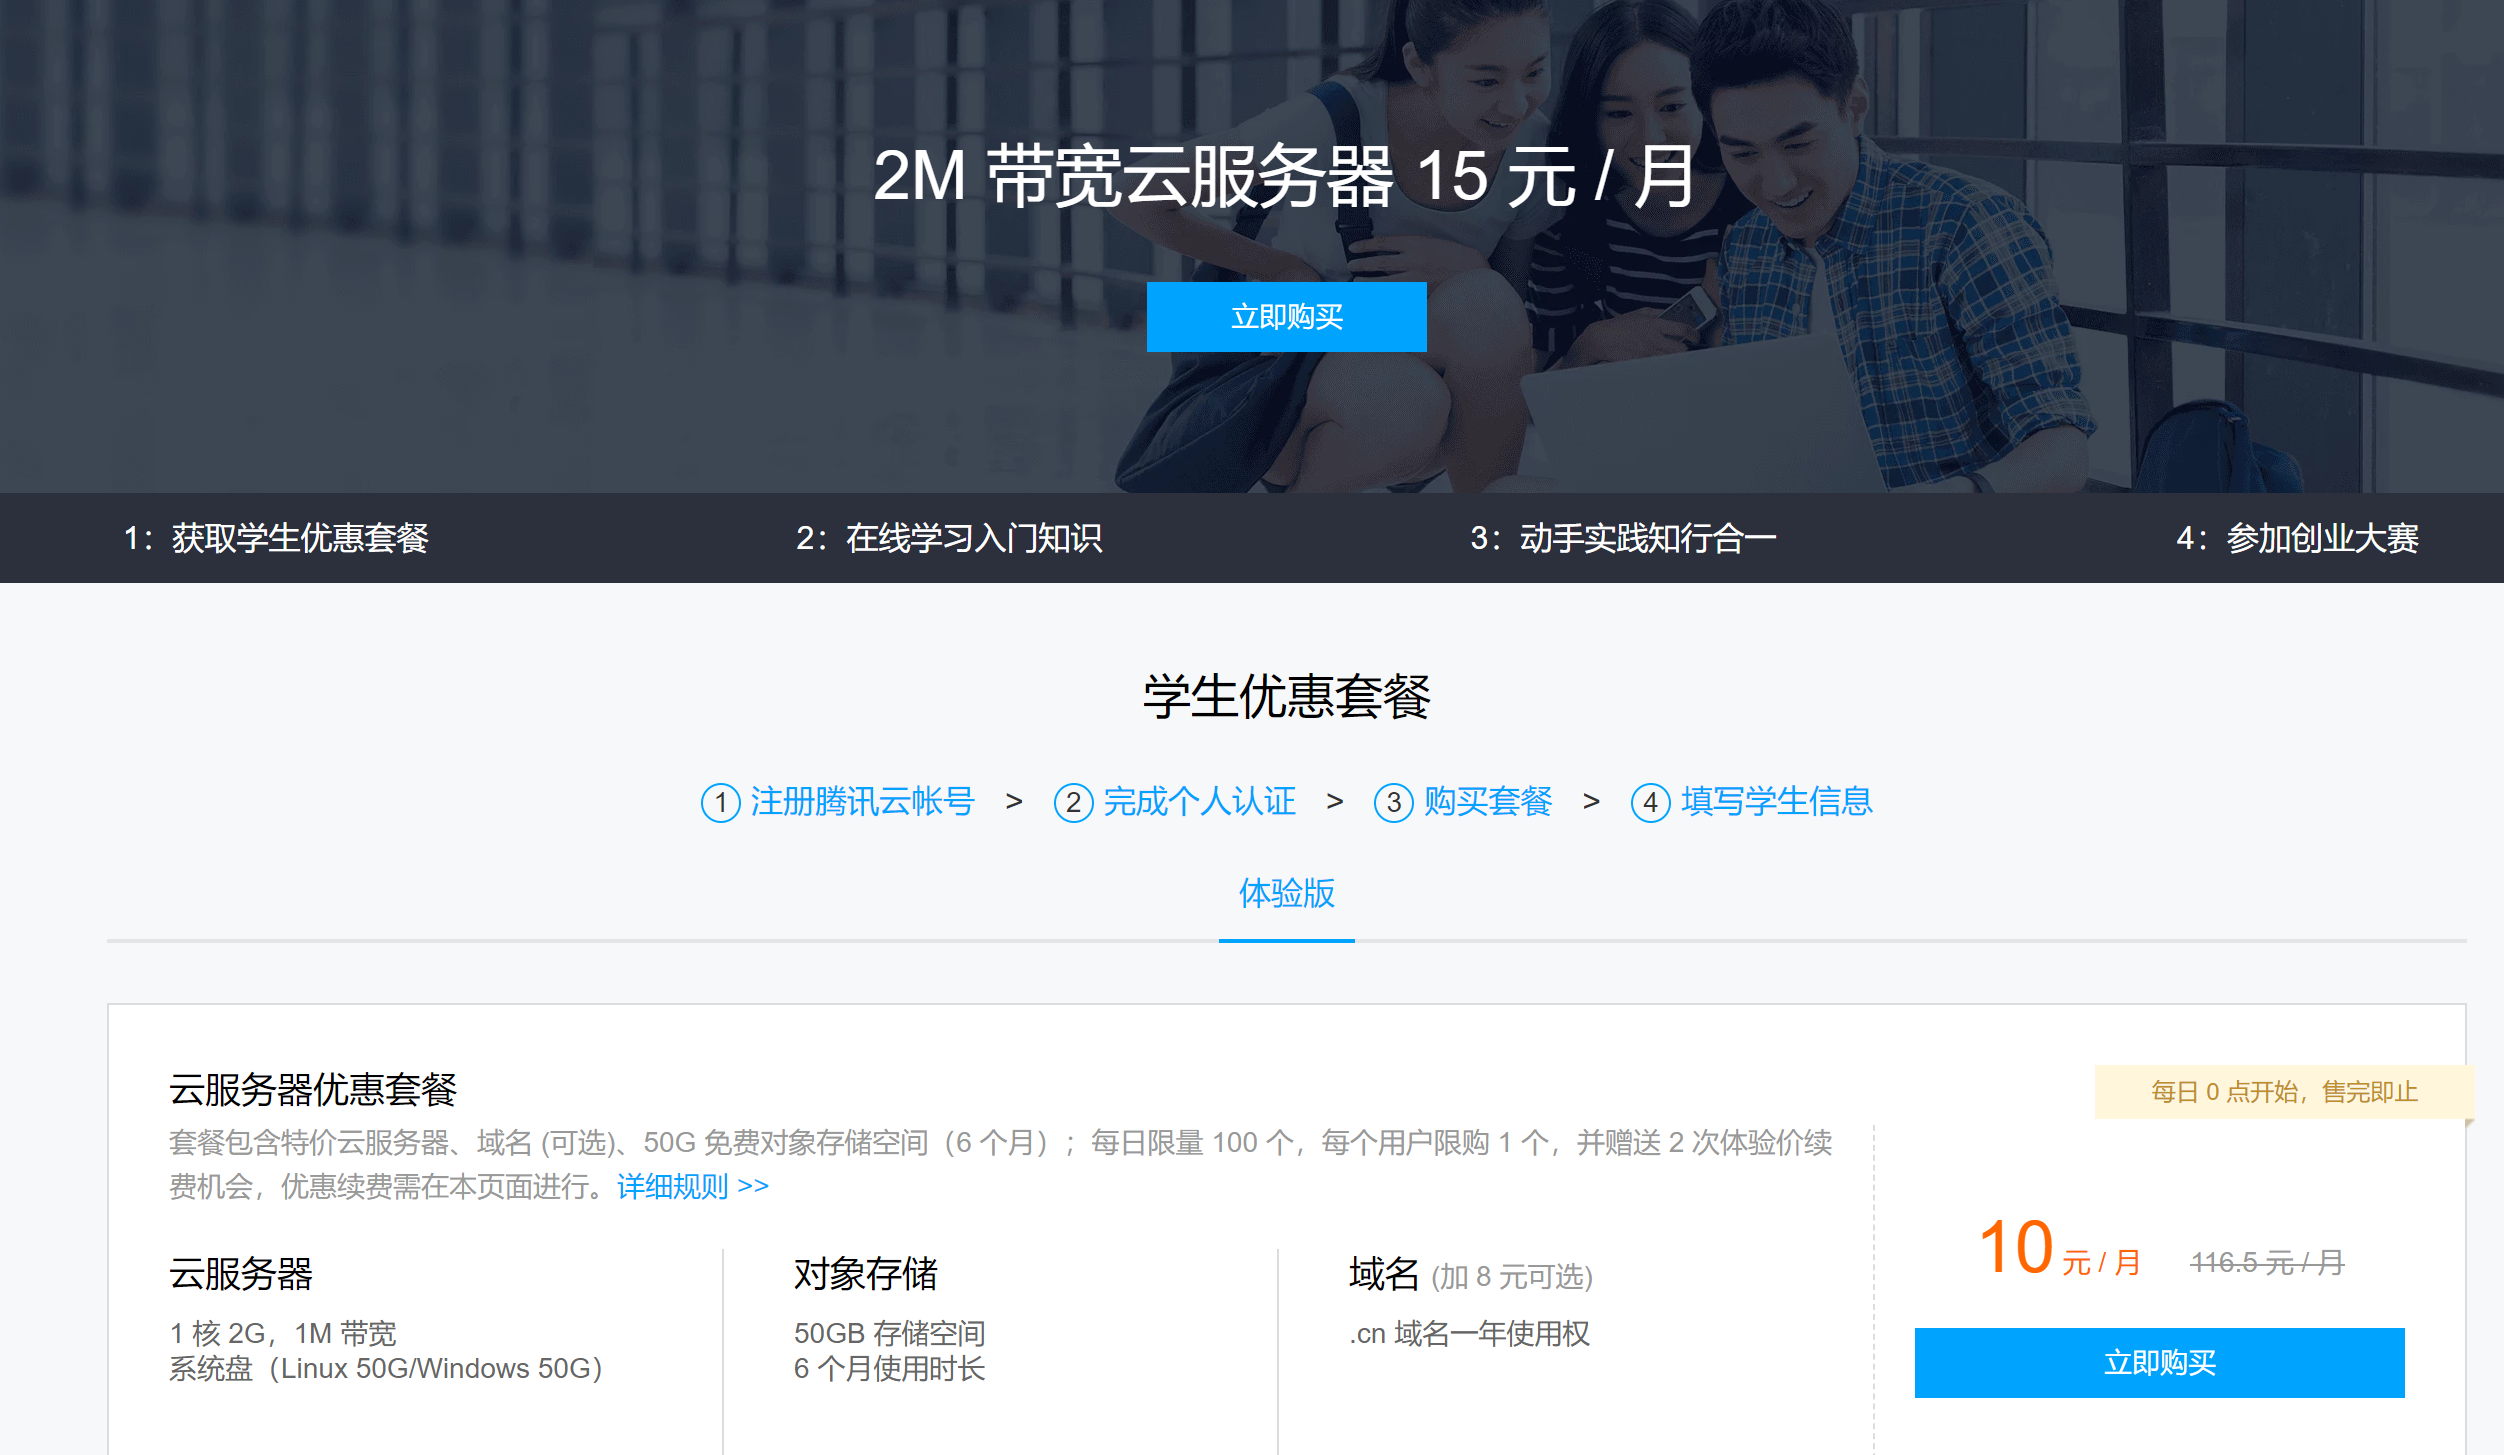 2M 带宽云服务器 15 元 / 月
立即购买
1：获取学生优惠套餐
2：在线学习入门知识
3：动手实践知行合一
4：参加创业大赛
学生优惠套餐
1 注册腾讯云帐号 > 2 完成个人认证 > 3 购买套餐 > 4 填写学生信息
体验版
云服务器优惠套餐
每日 0 点开始，售完即止
套餐包含特价云服务器、域名 (可选)、50G 免费对象存储空间（6 个月）；每日限量 100 个，每个用户限购 1 个，并赠送 2 次体验价续
费机会，优惠续费需在本页面进行。详细规则 >>
云服务器
1 核 2G，1M 带宽
系统盘（Linux 50G/Windows 50G）
对象存储
50GB 存储空间
6 个月使用时长
域名 (加 8 元可选)
.cn 域名一年使用权
10 元 / 月 116.5 元 / 月
立即购买